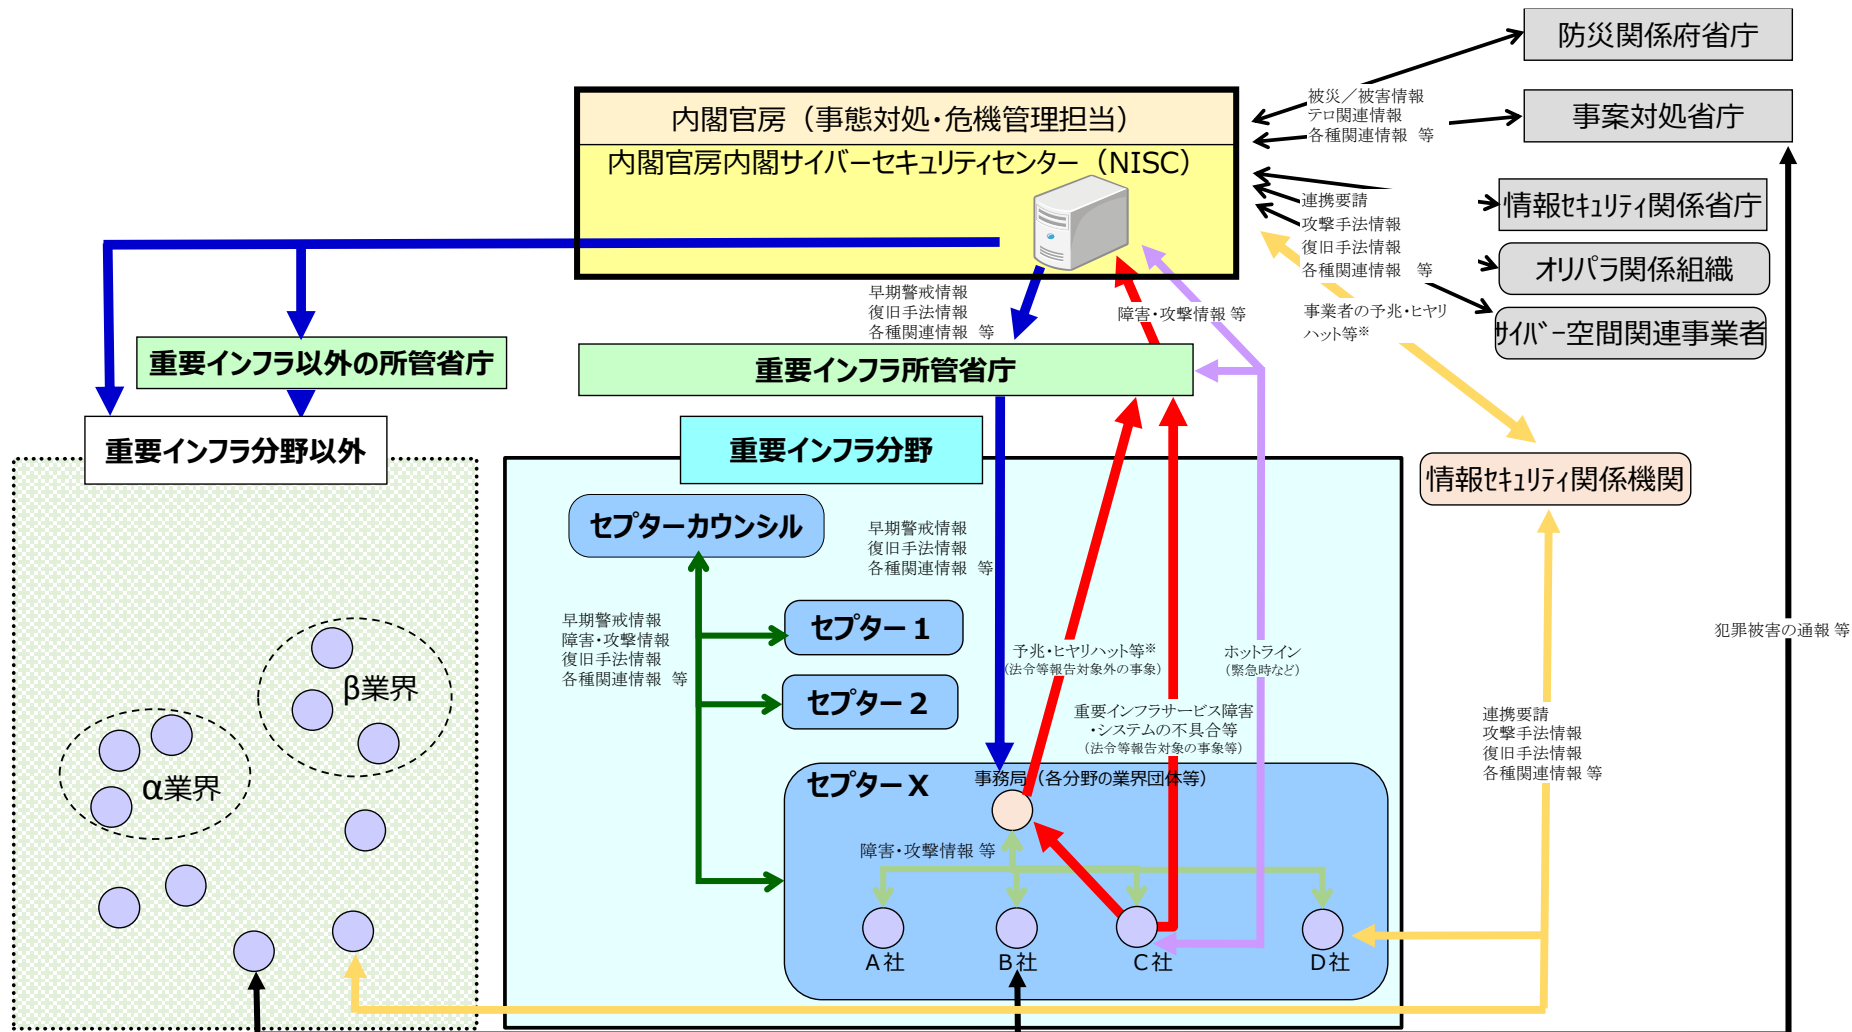 防災関係府省庁
内閣官房（事態対処・危機管理担当）
被災／被害情報
テロ関連情報
各種関連情報　等
事案対処省庁
内閣官房内閣サイバーセキュリティセンター（NISC）
連携要請
攻撃手法情報
復旧手法情報
各種関連情報　等
情報セキュリティ関係省庁
オリパラ関係組織
サイバー空間関連事業者
早期警戒情報
復旧手法情報
各種関連情報　等
障害・攻撃情報 等
事業者の予兆・ヒヤリ
ハット等※
重要インフラ以外の所管省庁
重要インフラ所管省庁
重要インフラ分野以外
重要インフラ分野
情報セキュリティ関係機関
セプターカウンシル
早期警戒情報
復旧手法情報
各種関連情報　等
早期警戒情報
障害・攻撃情報
復旧手法情報
各種関連情報　等
セプター１
セプター２
予兆・ヒヤリハット等※
（法令等報告対象外の事象）
ホットライン
（緊急時など）
犯罪被害の通報 等
重要インフラサービス障害
・システムの不具合等
（法令等報告対象の事象等）
連携要請
攻撃手法情報
復旧手法情報
各種関連情報 等
β業界
α業界
セプターX
事務局（各分野の業界団体等）
障害・攻撃情報 等
A社
B社
C社
D社